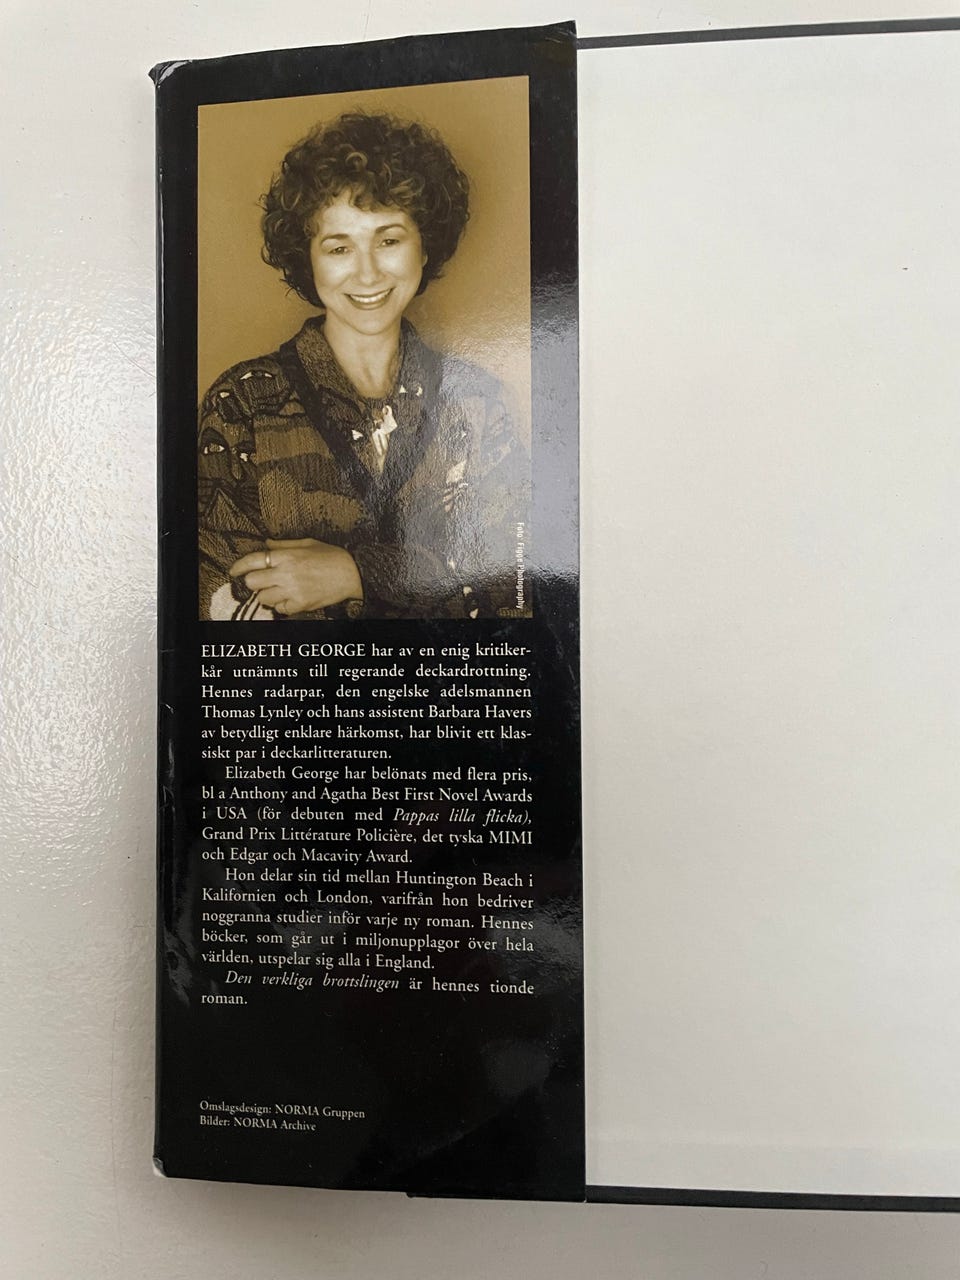 Foto: Figge Photography
ELIZABETH GEORGE har av en enig kritiker-
kår utnämnts till regerande deckardrottning.
Hennes radarpar, den engelske adelsmannen
Thomas Lynley och hans assistent Barbara Havers
av betydligt enklare härkomst, har blivit ett klas-
siskt par i deckarlitteraturen.
Elizabeth George har belönats med flera pris,
bl a Anthony and Agatha Best First Novel Awards
i USA (för debuten med Pappas lilla flicka),
Grand Prix Littérature Policière, det tyska MIMI
och Edgar och Macavity Award.
Hon delar sin tid mellan Huntington Beach i
Kalifornien och London, varifrån hon bedriver
noggranna studier inför varje ny roman. Hennes
böcker, som går ut i miljonupplagor över hela
världen, utspelar sig alla i England.
Den verkliga brottslingen är hennes tionde
roman.
Omslagsdesign: NORMA Gruppen
Bilder: NORMA Archive